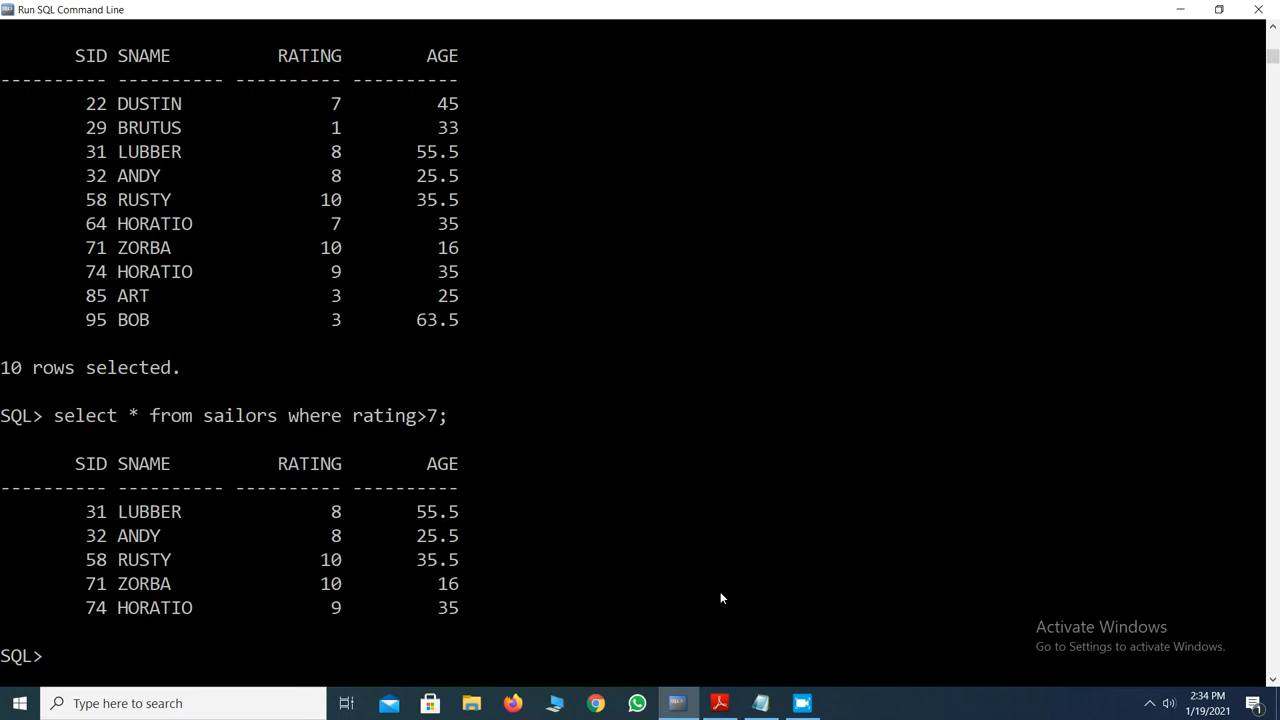 Run SQL Command Line
SID SNAME RATING AGE
---------- ---------- ---------- ----------
22 DUSTIN 7 45
29 BRUTUS 1 33
31 LUBBER 8 55.5
32 ANDY 8 25.5
58 RUSTY 10 35.5
64 HORATIO 7 35
71 ZORBA 10 16
74 HORATIO 9 35
85 ART 3 25
95 BOB 3 63.5
10 rows selected.
SQL> select * from sailors where rating>7;
SID SNAME RATING AGE
---------- ---------- ---------- ----------
31 LUBBER 8 55.5
32 ANDY 8 25.5
58 RUSTY 10 35.5
71 ZORBA 10 16
74 HORATIO 9 35
SQL>
Activate Windows
Go to Settings to activate Windows.
Type here to search
2:34 PM
1/19/2021
1